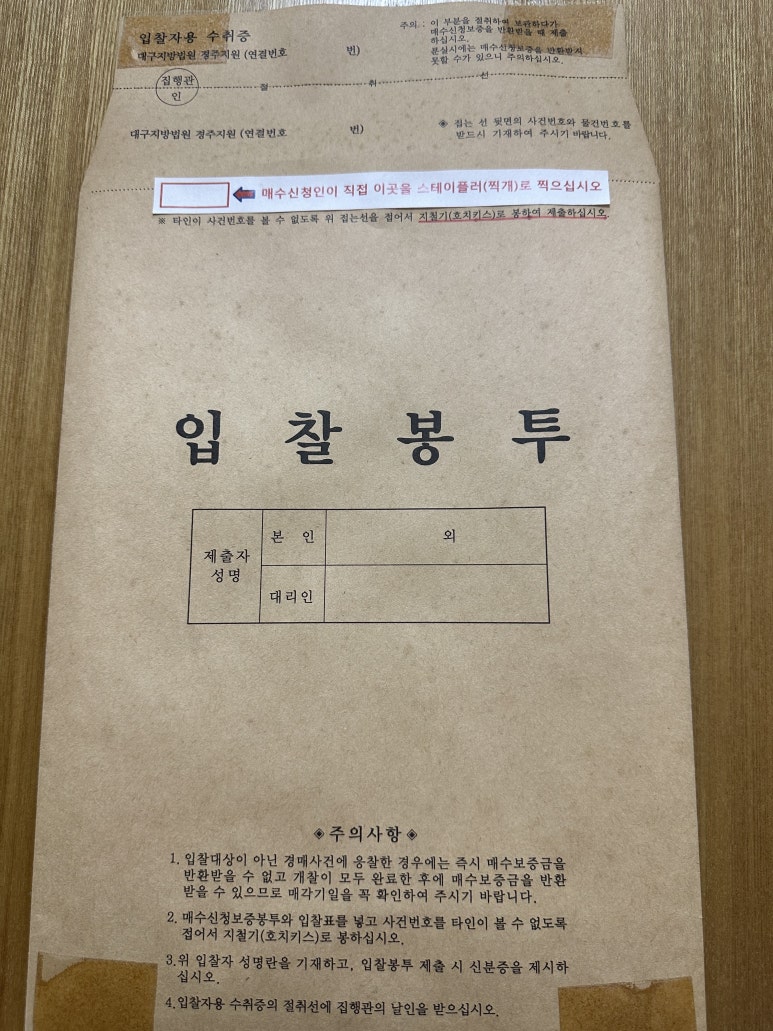 입찰자용 수취증
대구지방법원 경주지원 (연결번호 번)
주의 : 이 부분을 절취하여 보관하다가
매수신청보증을 반환받을 때 제출
하십시오.
분실시에는 매수신청보증을 반환받지
못할 수가 있으니 주의하십시오.
집행관
인
절 취 선
대구지방법원 경주지원 (연결번호 번)
◈ 접는 선 뒷면의 사건번호와 물건번호를
반드시 기재하여 주시기 바랍니다.
매수신청인이 직접 이곳을 스테이플러(찍개)로 찍으십시오
※ 타인이 사건번호를 볼 수 없도록 위 접는선을 접어서 지철기(호치키스)로 봉하여 제출하십시오.
입 찰 봉 투
제출자
성명
본 인
외
대리인
◈주의사항◈
1. 입찰대상이 아닌 경매사건에 응찰한 경우에는 즉시 매수보증금을
반환받을 수 없고 개찰이 모두 완료한 후에 매수보증금을 반환
받을 수 있으므로 매각기일을 꼭 확인하여 주시기 바랍니다.
2. 매수신청보증봉투와 입찰표를 넣고 사건번호를 타인이 볼 수 없도록
접어서 지철기(호치키스)로 봉하십시오.
3.위 입찰자 성명란을 기재하고, 입찰봉투 제출 시 신분증을 제시하
십시오.
4.입찰자용 수취증의 절취선에 집행관의 날인을 받으십시오.